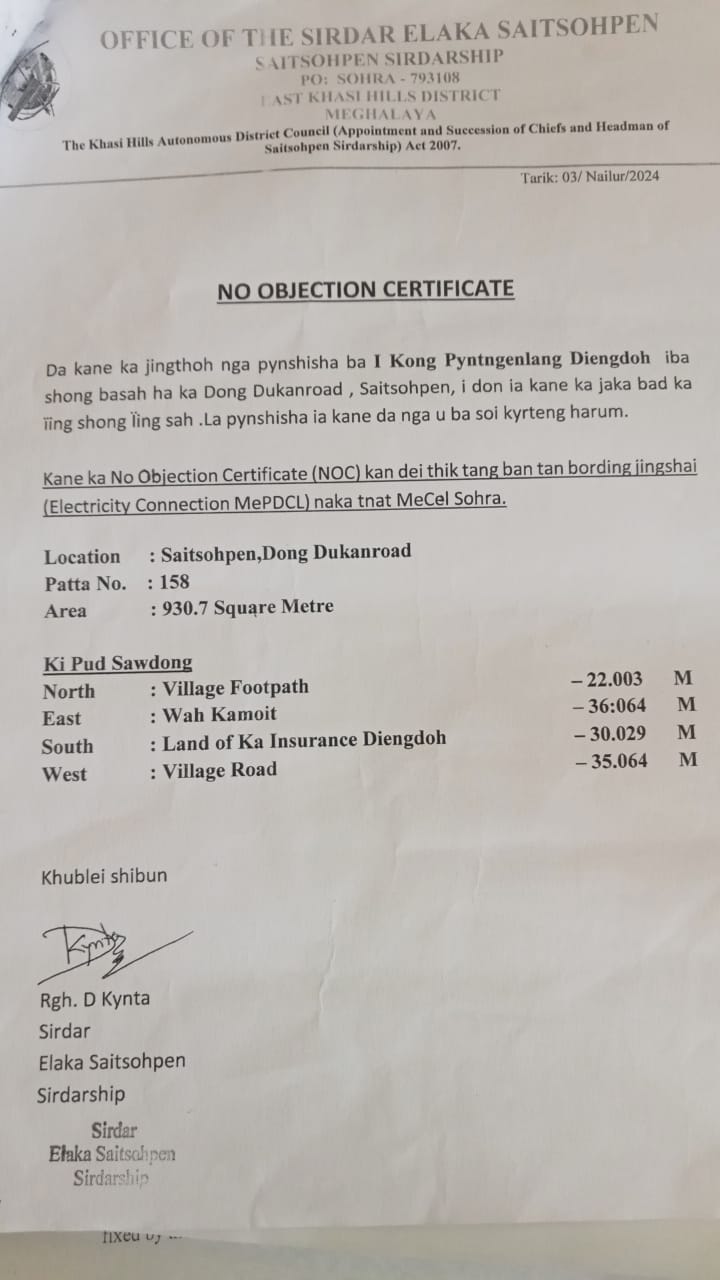 OFFICE OF THE SIRDAR ELAKA SAITSOHPEN
SAITSOHPEN SIRDARSHIP
PO: SOHRA - 793108
EAST KHASI HILLS DISTRICT
MEGHALAYA
The Khasi Hills Autonomous District Council (Appointment and Succession of Chiefs and Headman of
Saitsohpen Sirdarship) Act 2007.
Tarik: 03/ Nailur/2024
NO OBJECTION CERTIFICATE
Da kane ka jingthoh nga pynshisha ba I Kong Pyntngenlang Diengdoh iba
shong basah ha ka Dong Dukanroad , Saitsohpen, i don ia kane ka jaka bad ka
ïing shong Ïing sah .La pynshisha ia kane da nga u ba soi kyrteng harum.
Kane ka No Objection Certificate (NOC) kan dei thik tang ban tan bording jingshai
(Electricity Connection MePDCL) naka tnat MeCel Sohra.
Location : Saitsohpen,Dong Dukanroad
Patta No. : 158
Area : 930.7 Square Metre
Ki Pud Sawdong
North : Village Footpath – 22.003 M
East : Wah Kamoit – 36:064 M
South : Land of Ka Insurance Diengdoh – 30.029 M
West : Village Road – 35.064 M
Khublei shibun
Kynta
Rgh. D Kynta
Sirdar
Elaka Saitsohpen
Sirdarship
Sirdar
Elaka Saitsohpen
Sirdarship
fixed by